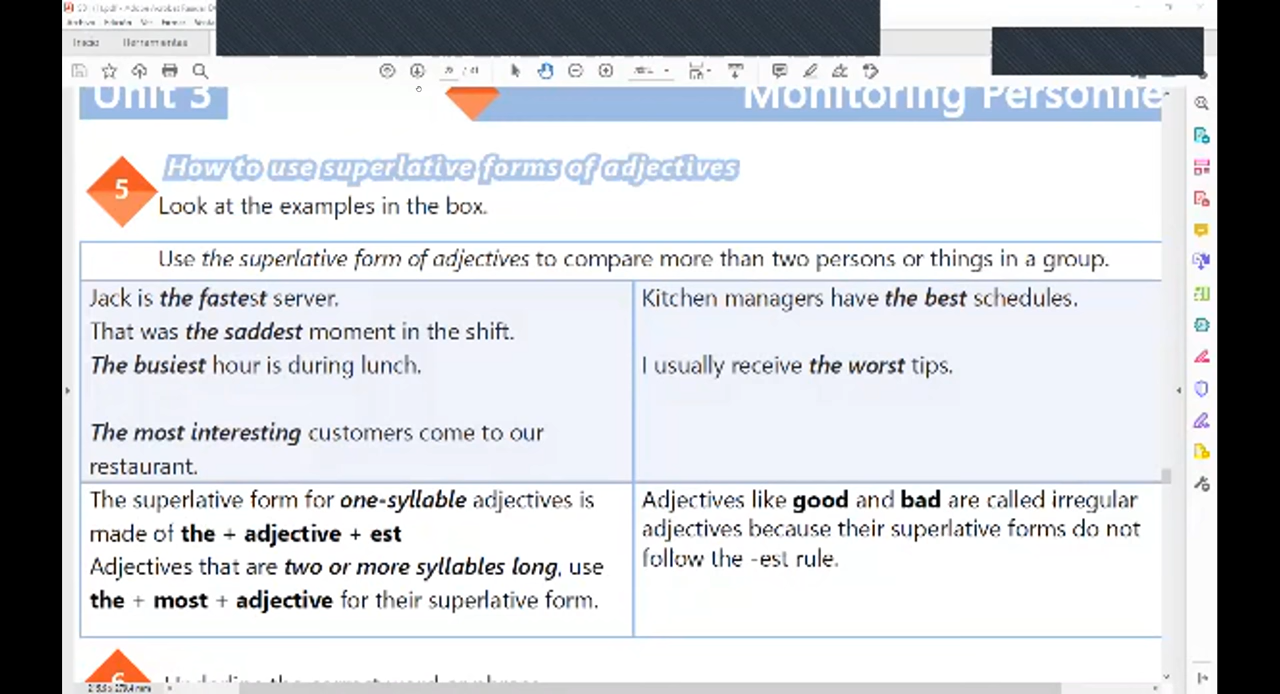 Inicio
Herramientas
Unit 3
Monitoring Personne
5
How to use superlative forms of adjectives
Look at the examples in the box.
Use the superlative form of adjectives to compare more than two persons or things in a group.
Jack is the fastest server.
That was the saddest moment in the shift.
The busiest hour is during lunch.
The most interesting customers come to our
restaurant.
Kitchen managers have the best schedules.
I usually receive the worst tips.
The superlative form for one-syllable adjectives is
made of the + adjective + est
Adjectives that are two or more syllables long, use
the + most + adjective for their superlative form.
Adjectives like good and bad are called irregular
adjectives because their superlative forms do not
follow the -est rule.
6